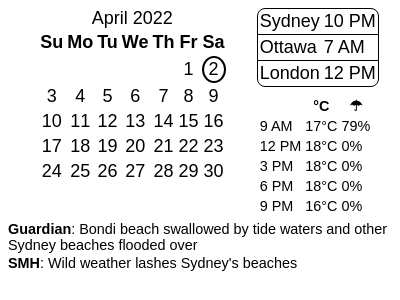 April 2022
Su Mo Tu We Th Fr Sa
1 2
3 4 5 6 7 8 9
10 11 12 13 14 15 16
17 18 19 20 21 22 23
24 25 26 27 28 29 30
Sydney 10 PM
Ottawa 7 AM
London 12 PM
°C ☂
9 AM 17°C 79%
12 PM 18°C 0%
3 PM 18°C 0%
6 PM 18°C 0%
9 PM 16°C 0%
Guardian: Bondi beach swallowed by tide waters and other
Sydney beaches flooded over
SMH: Wild weather lashes Sydney's beaches